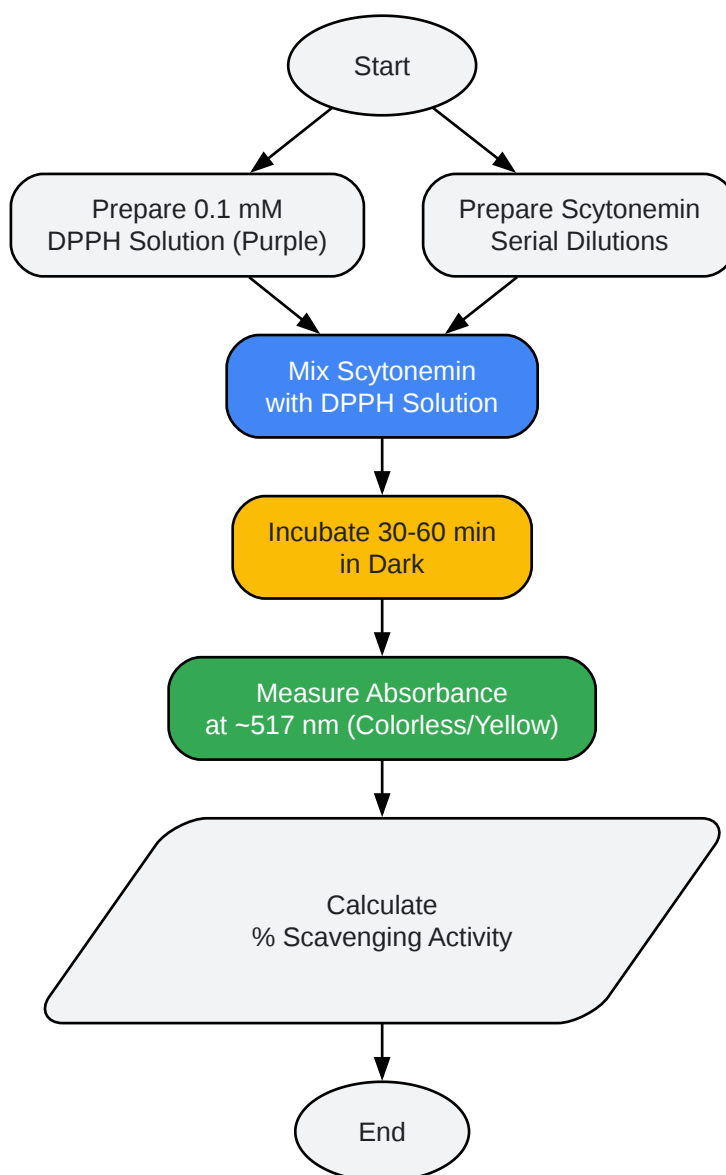 Start
Prepare 0.1 mM
DPPH Solution (Purple)
Prepare Scytonemin
Serial Dilutions
Mix Scytonemin
with DPPH Solution
Incubate 30-60 min
in Dark
Measure Absorbance
at ~517 nm (Colorless/Yellow)
Calculate
% Scavenging Activity
End